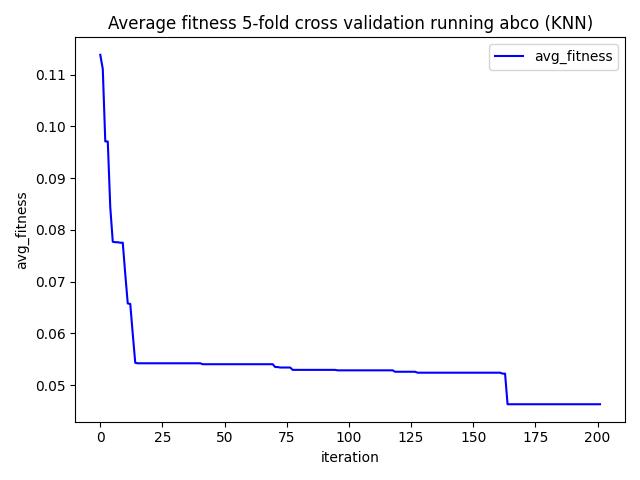 Average fitness 5-fold cross validation running abco (KNN)
avg_fitness
avg_fitness
0.11
0.10
0.09
0.08
0.07
0.06
0.05
0 25 50 75 100 125 150 175 200
iteration